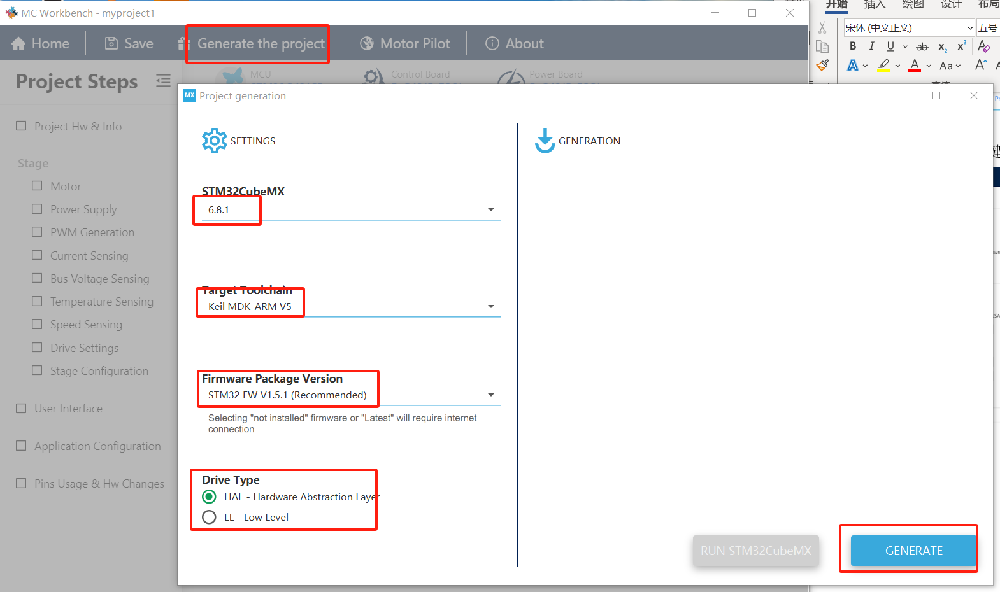 MC Workbench - myproject1
开始 插入 绘图 设计 布局
Home Save Generate the project Motor Pilot About
宋体 (中文正文) 五号
B I U ab x₂ x² A
A A Aa A
Project Steps
MCU Control Board Power Board
MX Project generation
Project Hw & Info
SETTINGS GENERATION
Stage
Motor
Power Supply
PWM Generation
Current Sensing
Bus Voltage Sensing
Temperature Sensing
Speed Sensing
Drive Settings
Stage Configuration
User Interface
Application Configuration
Pins Usage & Hw Changes
STM32CubeMX
6.8.1
Target Toolchain
Keil MDK-ARM V5
Firmware Package Version
STM32 FW V1.5.1 (Recommended)
Selecting "not installed" firmware or "Latest" will require internet
connection
Drive Type
HAL - Hardware Abstraction Layer
LL - Low Level
RUN STM32CubeMX GENERATE